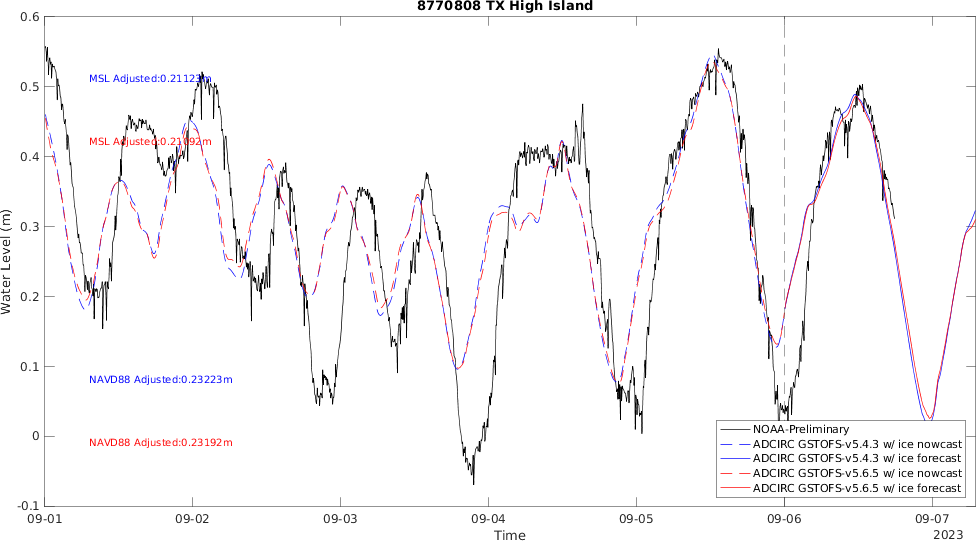 8770808 TX High Island
0.6
0.5
0.4
0.3
0.2
0.1
0
-0.1
Water Level (m)
MSL Adjusted:0.21123m
MSL Adjusted:0.21092m
NAVD88 Adjusted:0.23223m
NAVD88 Adjusted:0.23192m
NOAA-Preliminary
ADCIRC GSTOFS-v5.4.3 w/ ice nowcast
ADCIRC GSTOFS-v5.4.3 w/ ice forecast
ADCIRC GSTOFS-v5.6.5 w/ ice nowcast
ADCIRC GSTOFS-v5.6.5 w/ ice forecast
09-01 09-02 09-03 09-04 09-05 09-06 09-07
Time
2023